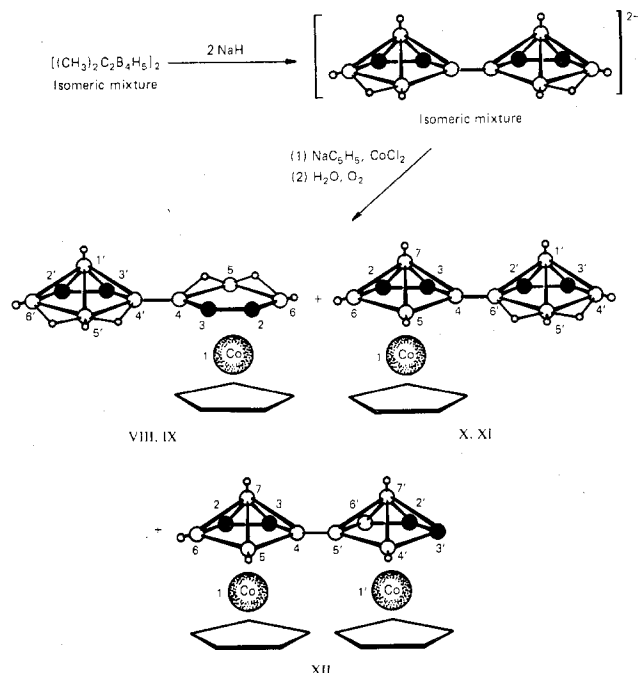 2−
[(CH₃)₂C₂B₄H₅]₂ 2 NaH
Isomeric mixture
Isomeric mixture
(1) NaC₅H₅, CoCl₂
(2) H₂O, O₂
1' 5 7 1'
2' 3' 2 3 2' 3'
6' 4' 4 6 + 6 4 6' 4'
5' 3 2 5 5'
1 Co 1 Co
VIII, IX X, XI
7 7'
2 3 6' 2'
+ 6 4 5' 3'
5 4'
1 Co 1' Co
XII